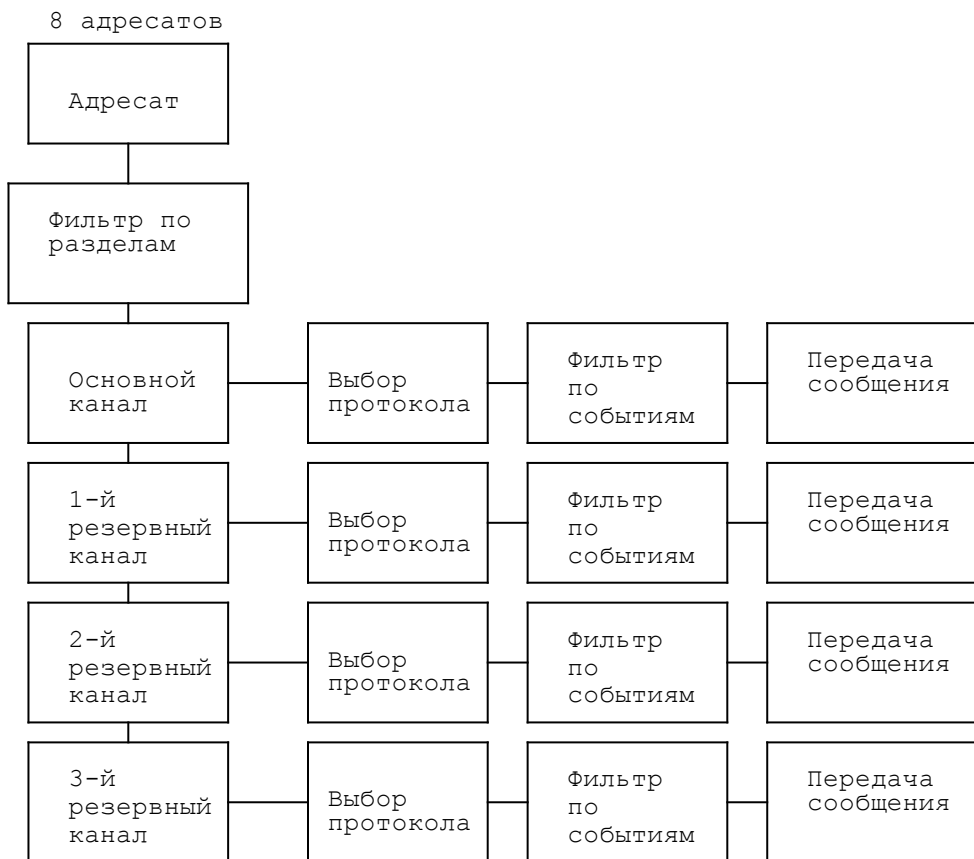 8 адресатов
Адресат
Фильтр по
разделам
Основной
канал
Выбор
протокола
Фильтр
по
событиям
Передача
сообщения
1-й
резервный
канал
Выбор
протокола
Фильтр
по
событиям
Передача
сообщения
2-й
резервный
канал
Выбор
протокола
Фильтр
по
событиям
Передача
сообщения
3-й
резервный
канал
Выбор
протокола
Фильтр
по
событиям
Передача
сообщения